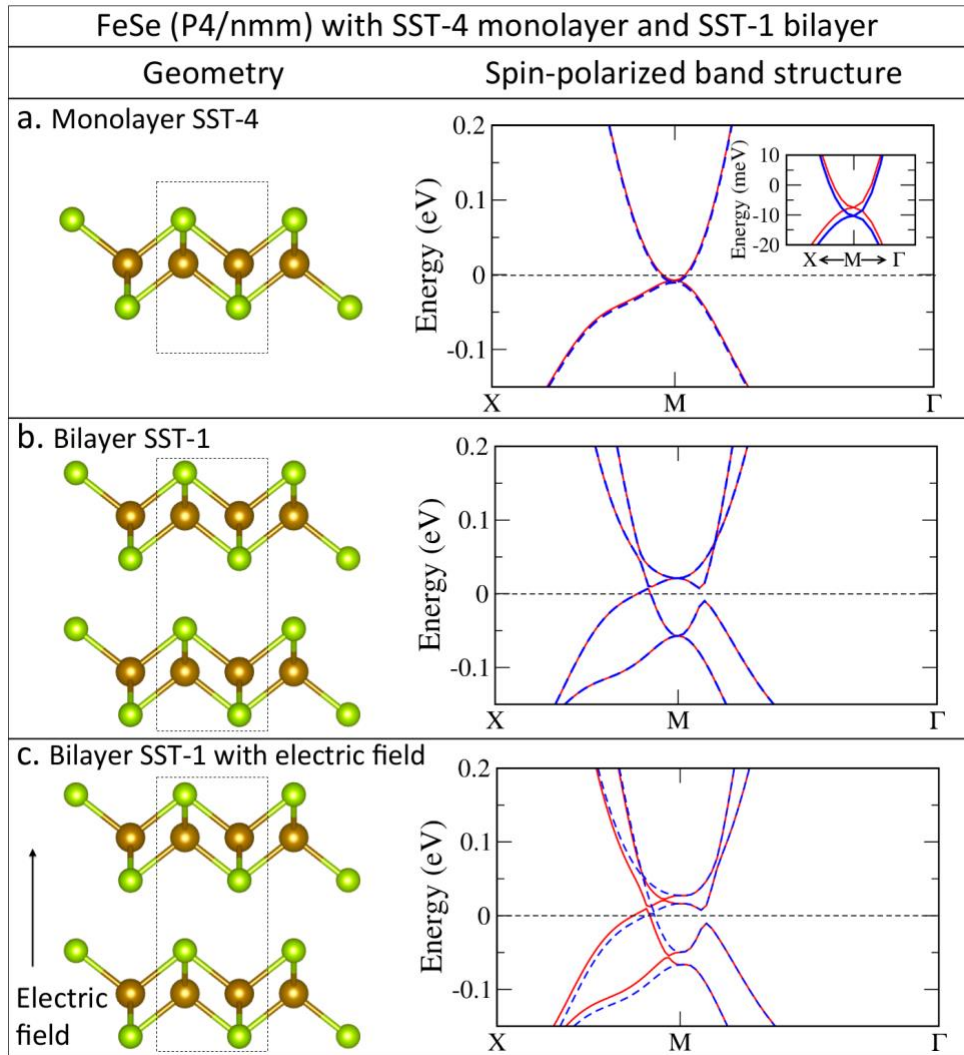 FeSe (P4/nmm) with SST-4 monolayer and SST-1 bilayer
Geometry
Spin-polarized band structure
a. Monolayer SST-4
0.2
0.1
0
-0.1
Energy (eV)
X
M
Γ
10
0
-10
-20
Energy (meV)
X ←M→ Γ
b. Bilayer SST-1
0.2
0.1
0
-0.1
Energy (eV)
X
M
Γ
c. Bilayer SST-1 with electric field
Electric
field
0.2
0.1
0
-0.1
Energy (eV)
X
M
Γ